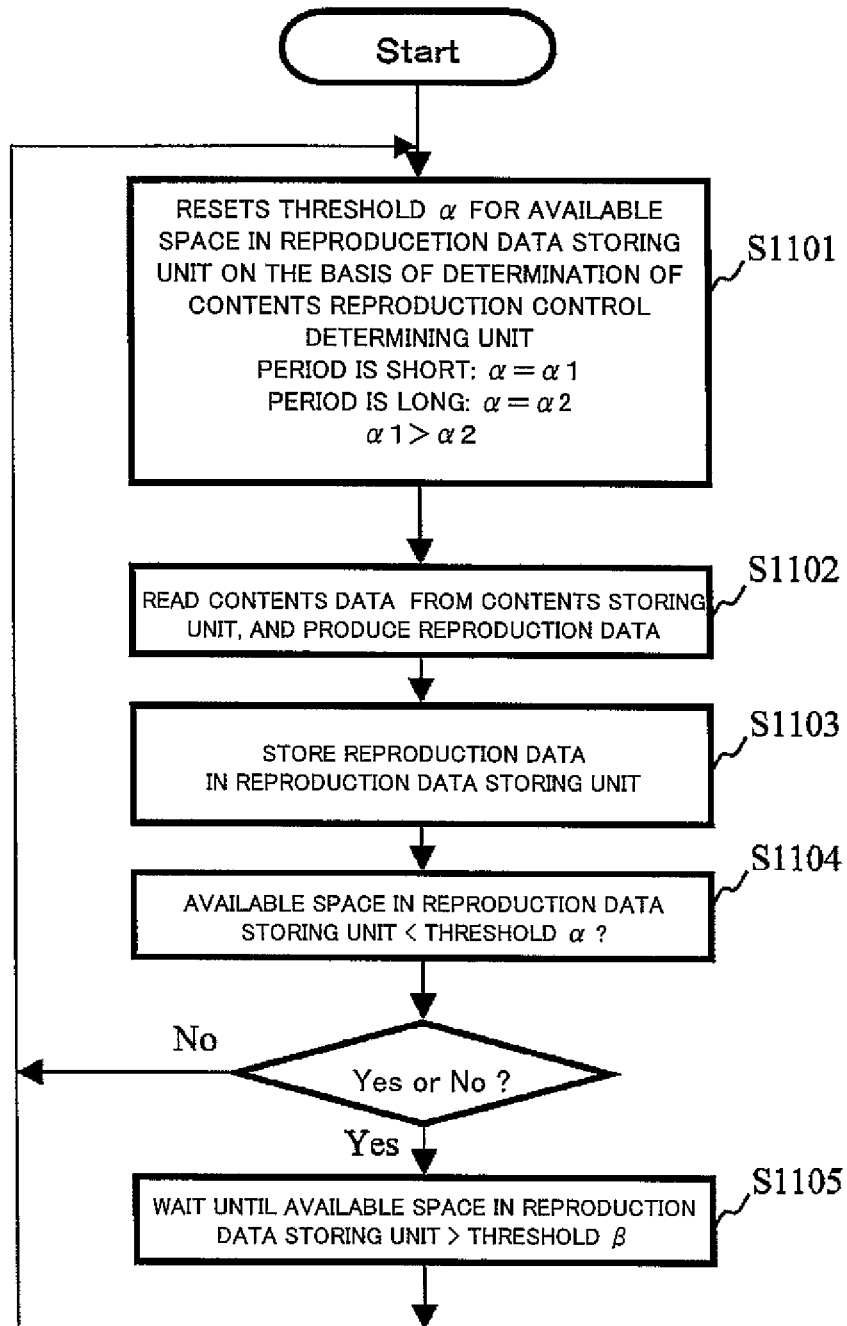 Start
RESETS THRESHOLD α FOR AVAILABLE
SPACE IN REPRODUCETION DATA STORING
UNIT ON THE BASIS OF DETERMINATION OF
CONTENTS REPRODUCTION CONTROL
DETERMINING UNIT
PERIOD IS SHORT: α = α1
PERIOD IS LONG: α = α2
α1 > α2
S1101
READ CONTENTS DATA FROM CONTENTS STORING
UNIT, AND PRODUCE REPRODUCTION DATA
S1102
STORE REPRODUCTION DATA
IN REPRODUCTION DATA STORING UNIT
S1103
AVAILABLE SPACE IN REPRODUCTION DATA
STORING UNIT < THRESHOLD α ?
S1104
No
Yes or No ?
Yes
WAIT UNTIL AVAILABLE SPACE IN REPRODUCTION
DATA STORING UNIT > THRESHOLD β
S1105